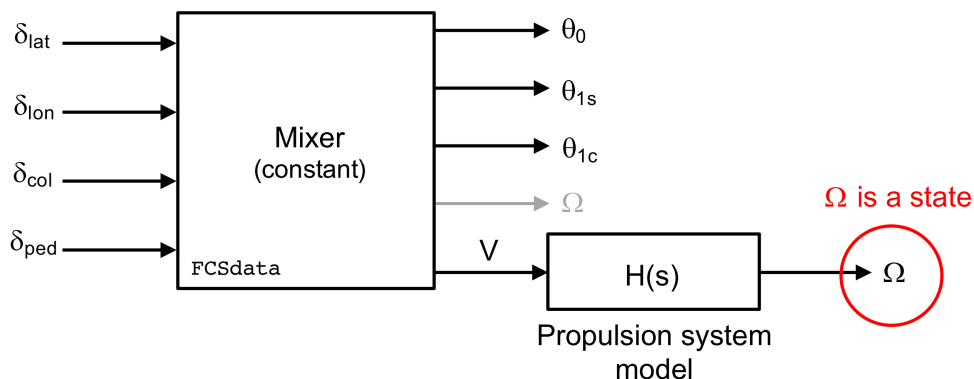 δlat
δlon
δcol
δped
Mixer
(constant)
FCSdata
θ0
θ1s
θ1c
Ω
V
H(s)
Propulsion system
model
Ω is a state
Ω